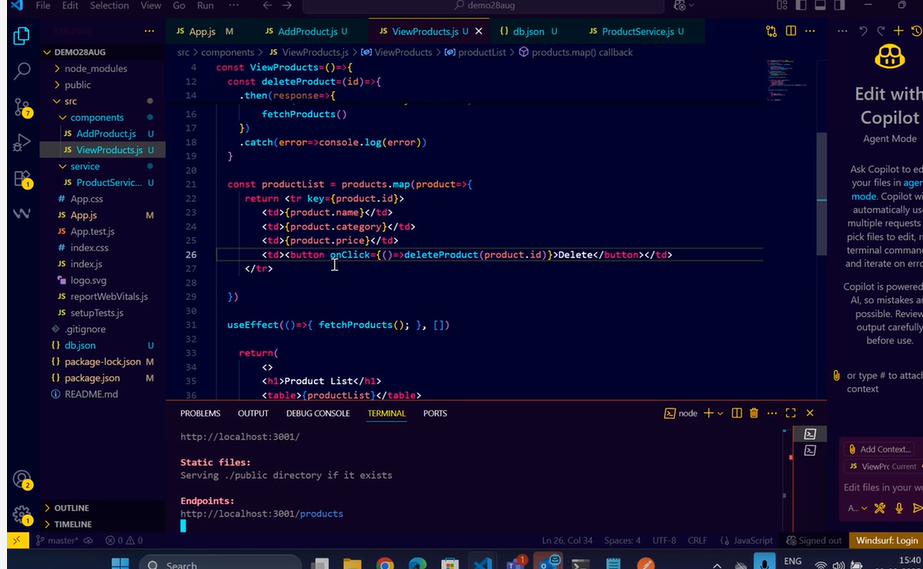 File Edit Selection View Go Run ··· demo28aug
EXPLORER ···
DEMO28AUG
node_modules
public
src
components
JS AddProduct.js U
JS ViewProducts.js U
service
JS ProductServic... U
# App.css
JS App.js M
JS App.test.js
# index.css
JS index.js
logo.svg
JS reportWebVitals.js
JS setupTests.js
.gitignore
{} db.json U
{} package-lock.json M
{} package.json M
README.md
OUTLINE
TIMELINE
JS App.js M JS AddProduct.js U JS ViewProducts.js U {} db.json U JS ProductService.js U
src > components > JS ViewProducts.js > ViewProducts > productList > products.map() callback
4 const ViewProducts=()=>{
12 const deleteProduct=(id)=>{
14 .then(response=>{
16 fetchProducts()
17 })
18 .catch(error=>console.log(error))
19 }
20
21 const productList = products.map(product=>{
22 return <tr key={product.id}>
23 <td>{product.name}</td>
24 <td>{product.category}</td>
25 <td>{product.price}</td>
26 <td><button onClick={()=>deleteProduct(product.id)}>Delete</button></td>
27 </tr>
28
29 })
30
31 useEffect(()=>{ fetchProducts(); }, [])
32
33 return(
34 <>
35 <h1>Product List</h1>
36 <table>{productList}</table>
PROBLEMS OUTPUT DEBUG CONSOLE TERMINAL PORTS node
http://localhost:3001/
Static files:
Serving ./public directory if it exists
Endpoints:
http://localhost:3001/products
Edit with
Copilot
Agent Mode
Ask Copilot to ed
your files in agen
mode. Copilot wi
automatically us
multiple requests
pick files to edit, r
terminal comman
and iterate on erro
Copilot is powered
AI, so mistakes ar
possible. Review
output carefully
before use.
or type # to attach
context
Add Context...
JS ViewPrc Current
Edit files in your wo
A..
master* 0 0 Ln 26, Col 34 Spaces: 4 UTF-8 CRLF {} JavaScript Signed out Windsurf: Login
Search ENG 15:40